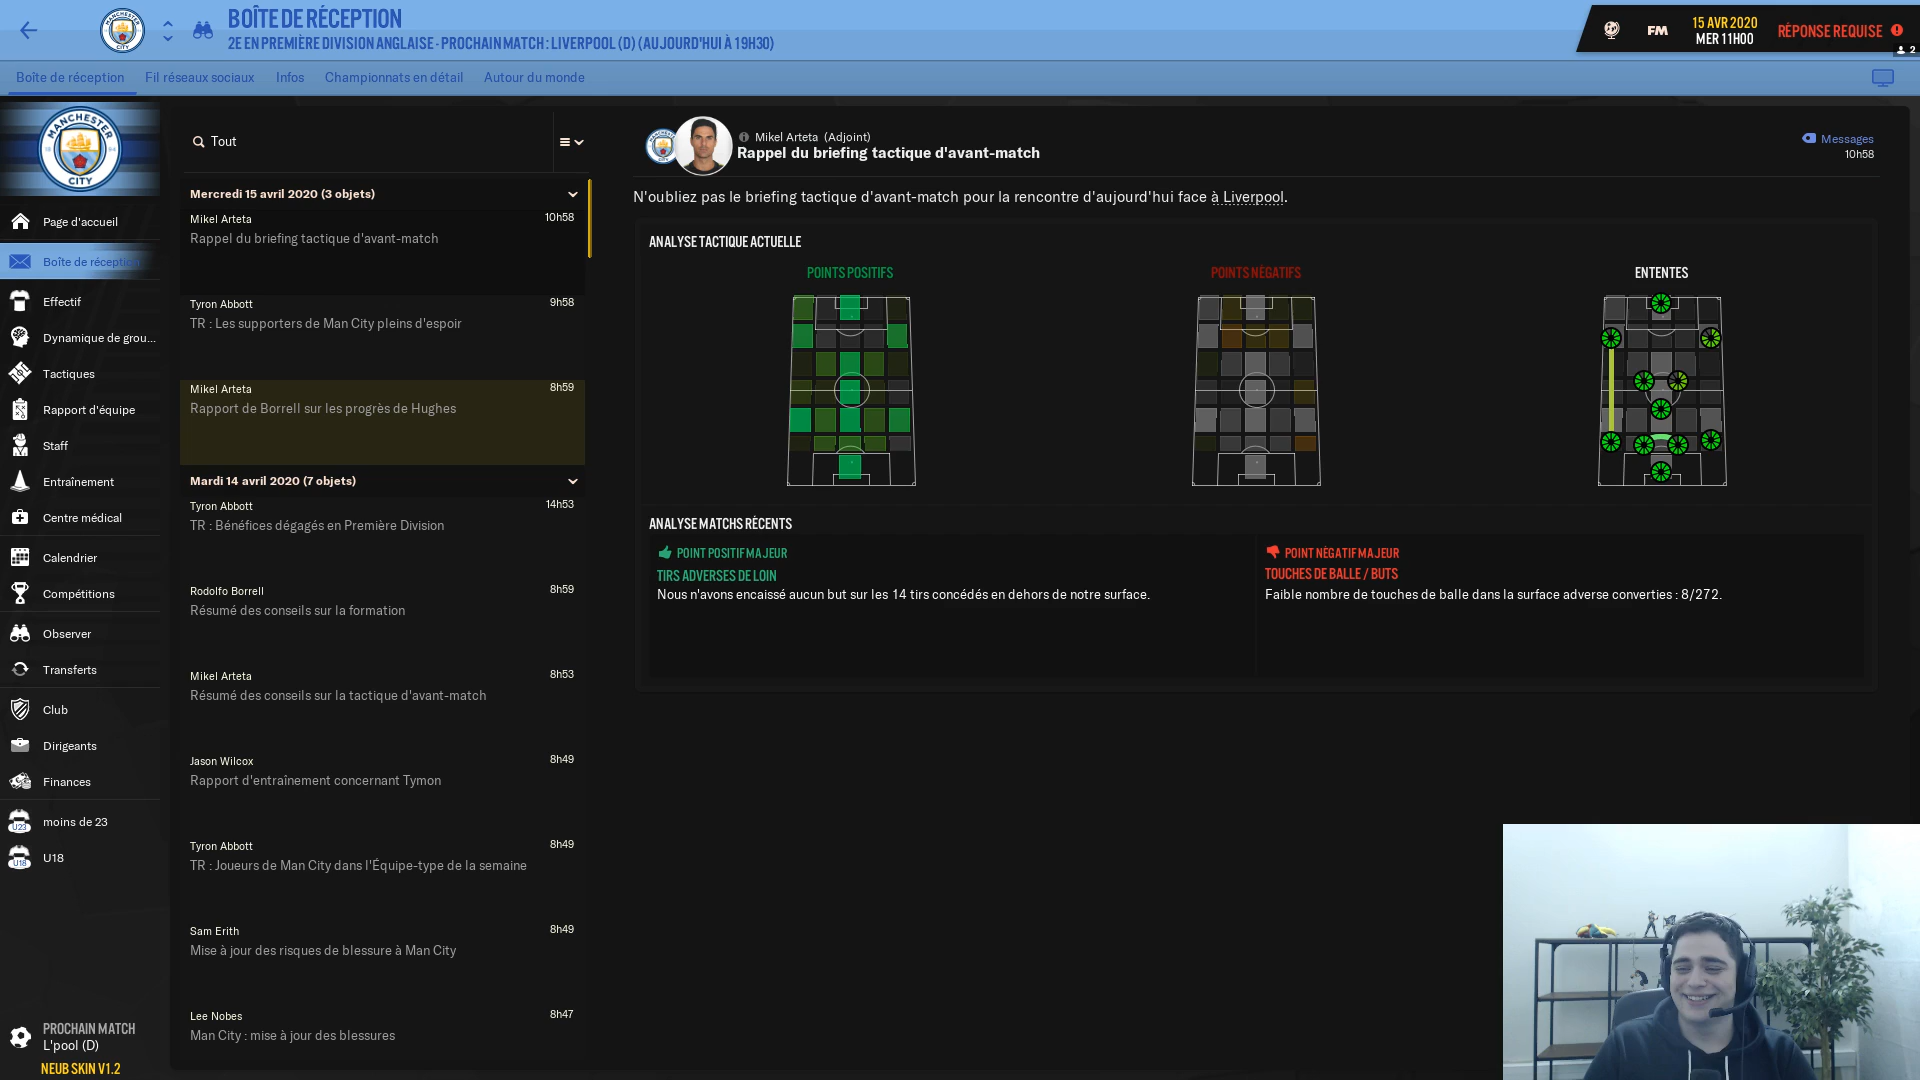 BOÎTE DE RÉCEPTION
2E EN PREMIÈRE DIVISION ANGLAISE - PROCHAIN MATCH : LIVERPOOL (D) (AUJOURD'HUI À 19H30)
FM
15 AVR 2020
MER 11H00
RÉPONSE REQUISE
2
Boîte de réception
Fil réseaux sociaux
Infos
Championnats en détail
Autour du monde
MANCHESTER
CITY
Page d'accueil
Boîte de réception
Effectif
Dynamique de grou...
Tactiques
Rapport d'équipe
Staff
Entraînement
Centre médical
Calendrier
Compétitions
Observer
Transferts
Club
Dirigeants
Finances
U23
moins de 23
U18
U18
PROCHAIN MATCH
L'pool (D)
NEUB SKIN V1.2
Tout
Mercredi 15 avril 2020 (3 objets)
Mikel Arteta 10h58
Rappel du briefing tactique d'avant-match
Tyron Abbott 9h58
TR : Les supporters de Man City pleins d'espoir
Mikel Arteta 8h59
Rapport de Borrell sur les progrès de Hughes
Mardi 14 avril 2020 (7 objets)
Tyron Abbott 14h53
TR : Bénéfices dégagés en Première Division
Rodolfo Borrell 8h59
Résumé des conseils sur la formation
Mikel Arteta 8h53
Résumé des conseils sur la tactique d'avant-match
Jason Wilcox 8h49
Rapport d'entraînement concernant Tymon
Tyron Abbott 8h49
TR : Joueurs de Man City dans l'Équipe-type de la semaine
Sam Erith 8h49
Mise à jour des risques de blessure à Man City
Lee Nobes 8h47
Man City : mise à jour des blessures
Mikel Arteta (Adjoint)
Rappel du briefing tactique d'avant-match
Messages
10h58
N'oubliez pas le briefing tactique d'avant-match pour la rencontre d'aujourd'hui face à Liverpool.
ANALYSE TACTIQUE ACTUELLE
POINTS POSITIFS
POINTS NÉGATIFS
ENTENTES
ANALYSE MATCHS RÉCENTS
POINT POSITIF MAJEUR
TIRS ADVERSES DE LOIN
Nous n'avons encaissé aucun but sur les 14 tirs concédés en dehors de notre surface.
POINT NÉGATIF MAJEUR
TOUCHES DE BALLE / BUTS
Faible nombre de touches de balle dans la surface adverse converties : 8/272.